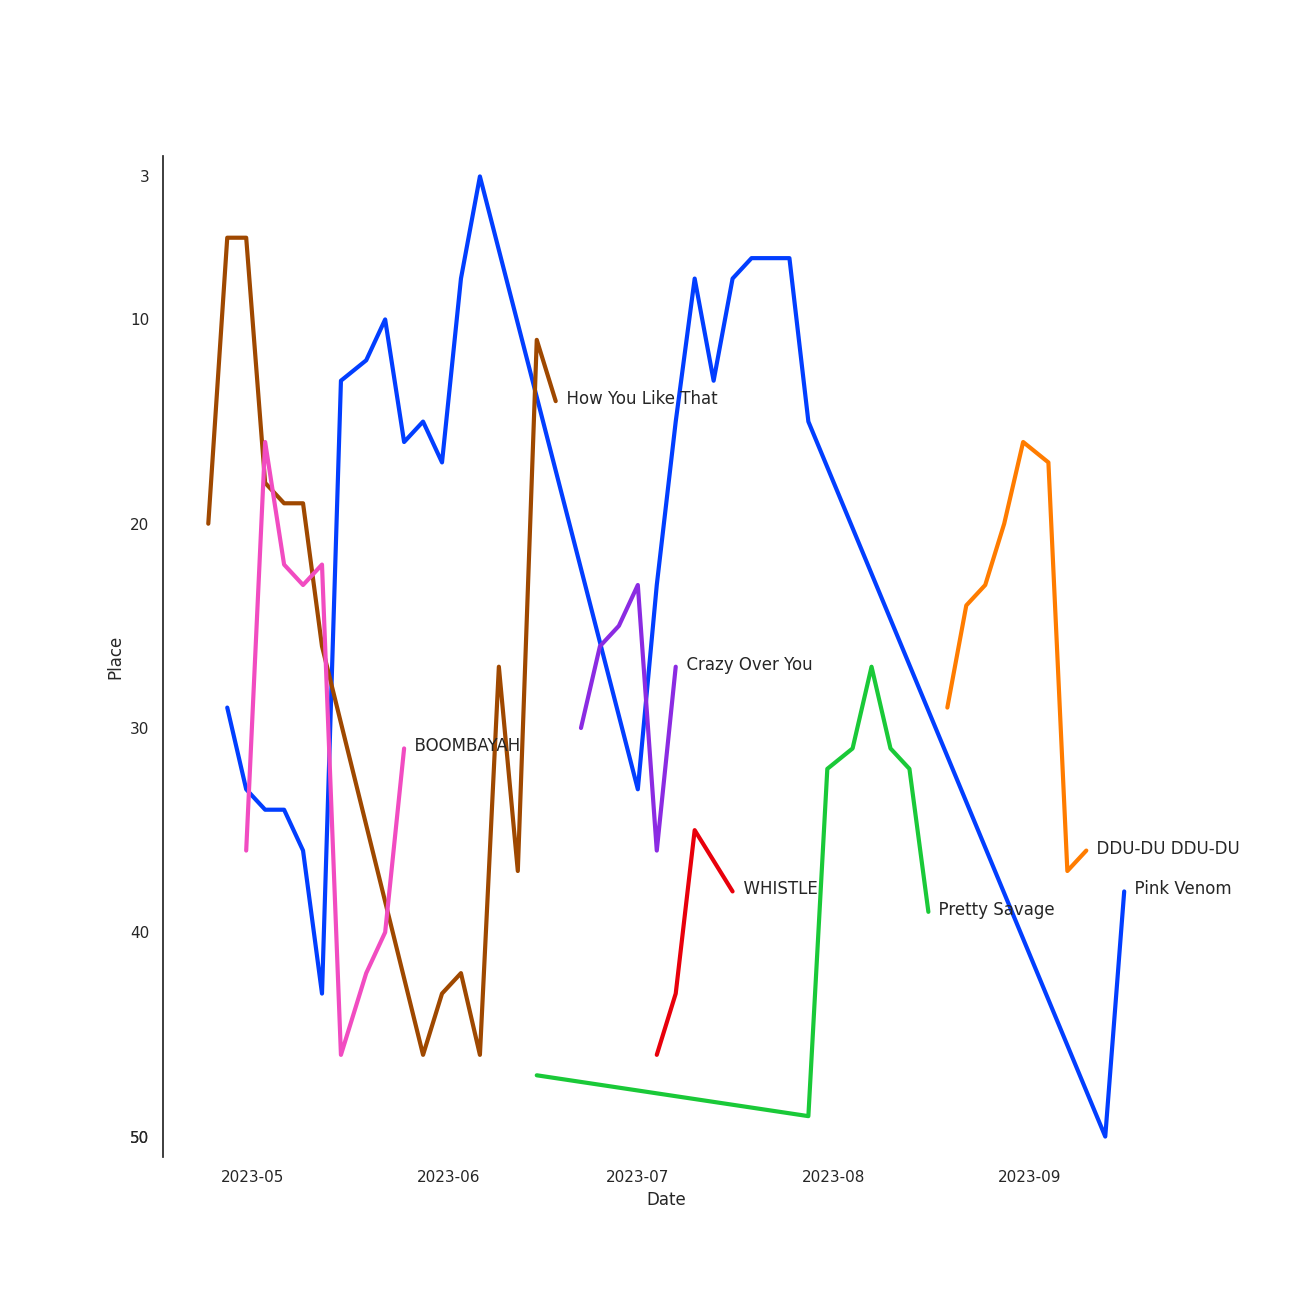 3
10
How You Like That
20
Place
Crazy Over You
30
BOOMBAYAH
DDU-DU DDU-DU
WHISTLE
Pink Venom
Pretty Savage
40
50
2023-05
2023-06
2023-07
2023-08
2023-09
Date